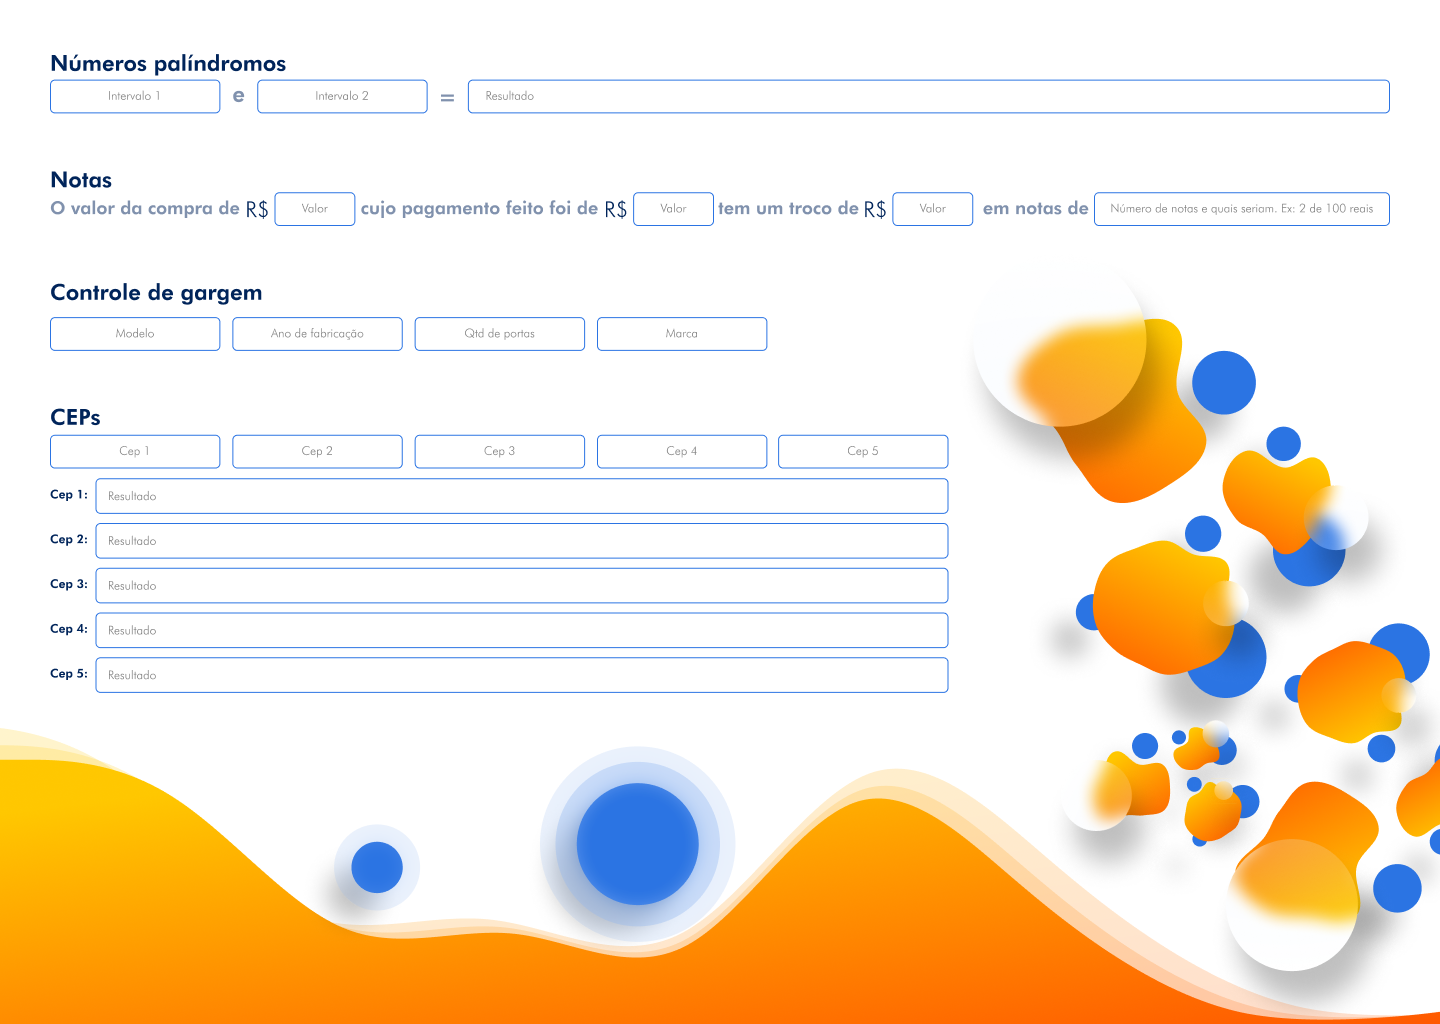 Números palíndromos
Intervalo 1 e Intervalo 2 = Resultado
Notas
O valor da compra de R$ Valor cujo pagamento feito foi de R$ Valor tem um troco de R$ Valor em notas de Número de notas e quais seriam. Ex: 2 de 100 reais
Controle de gargem
Modelo Ano de fabricação Qtd de portas Marca
CEPs
Cep 1 Cep 2 Cep 3 Cep 4 Cep 5
Cep 1: Resultado
Cep 2: Resultado
Cep 3: Resultado
Cep 4: Resultado
Cep 5: Resultado